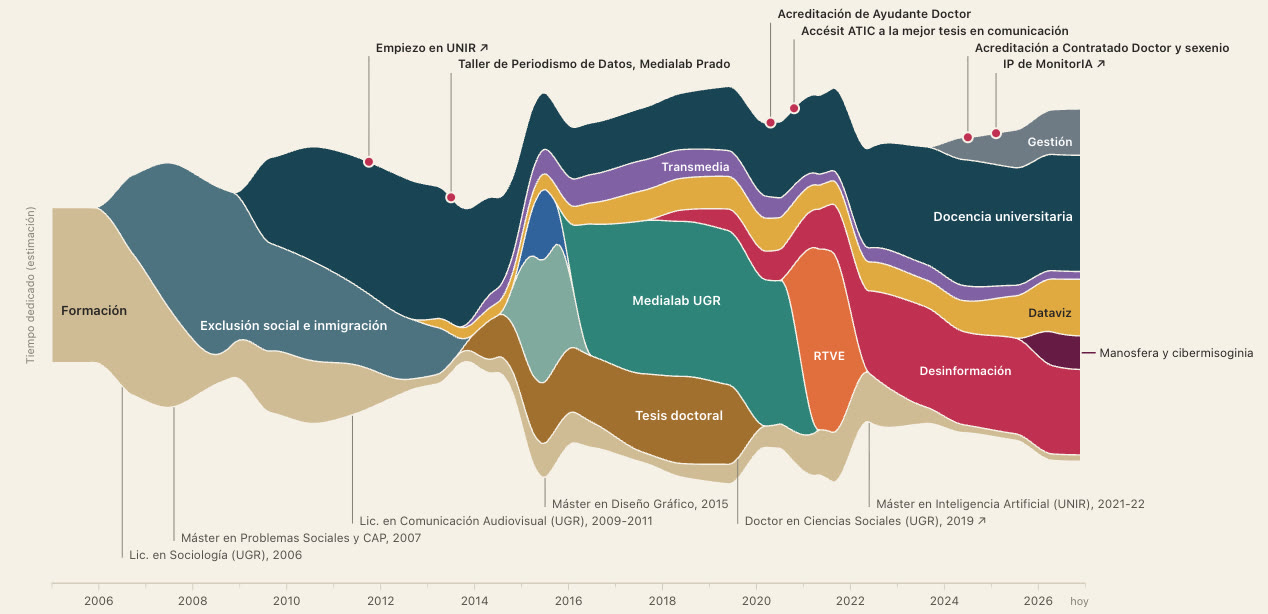 Acreditación de Ayudante Doctor
Accésit ATIC a la mejor tesis en comunicación
Empiezo en UNIR ↗
Acreditación a Contratado Doctor y sexenio
Taller de Periodismo de Datos, Medialab Prado
IP de MonitorIA ↗
Gestión
Transmedia
Docencia universitaria
Tiempo dedicado (estimación)
Formación
Exclusión social e inmigración
Medialab UGR
Dataviz
RTVE
Manosfera y cibermisoginia
Desinformación
Tesis doctoral
Máster en Diseño Gráfico, 2015
Máster en Inteligencia Artificial (UNIR), 2021-22
Lic. en Comunicación Audiovisual (UGR), 2009-2011
Doctor en Ciencias Sociales (UGR), 2019 ↗
Máster en Problemas Sociales y CAP, 2007
Lic. en Sociología (UGR), 2006
2006 2008 2010 2012 2014 2016 2018 2020 2022 2024 2026 hoy